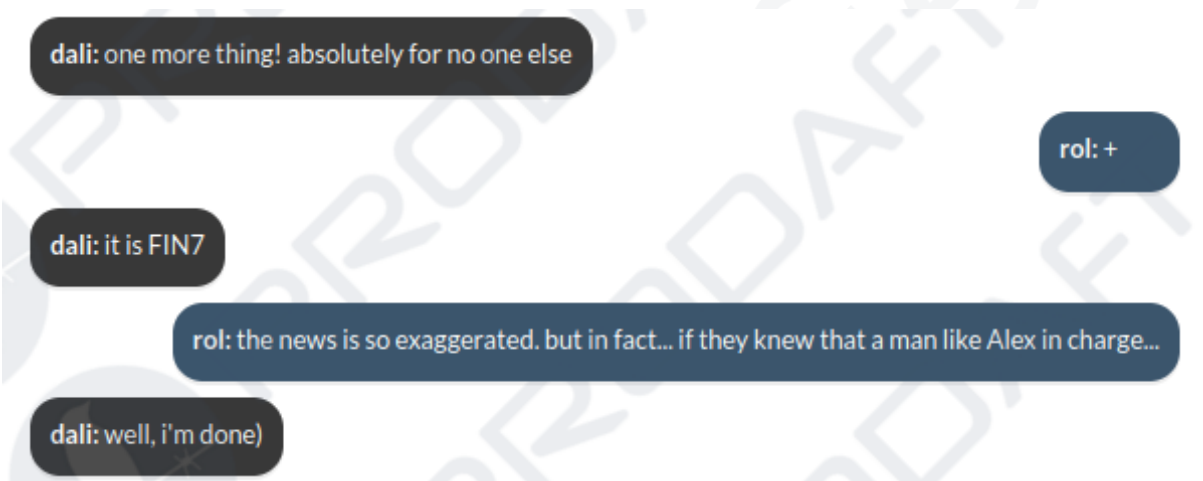 dali: one more thing! absolutely for no one else
rol: +
dali: it is FIN7
rol: the news is so exaggerated. but in fact... if they knew that a man like Alex in charge...
dali: well, i'm done)
PRODAFT